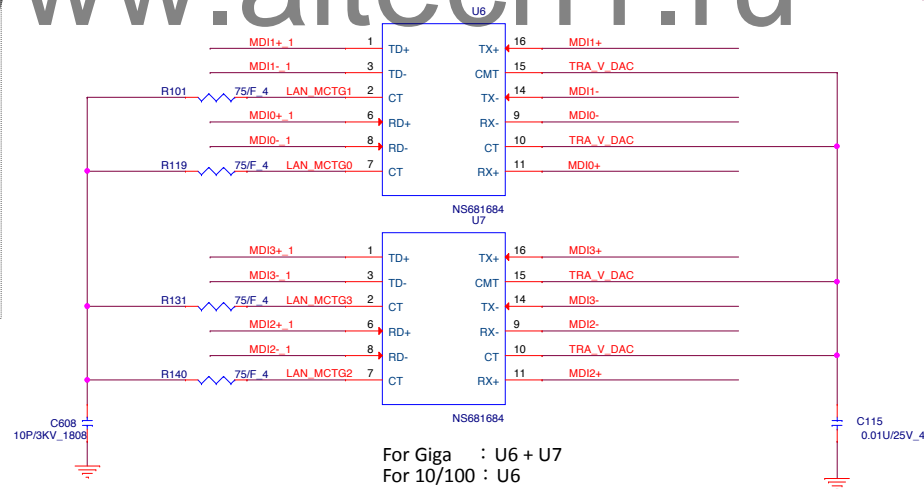 www.aitech1.ru
U6
MDI1+_1 1 TD+ TX+ 16 MDI1+
MDI1-_1 3 TD- CMT 15 TRA_V_DAC
R101 75/F_4 LAN_MCTG1 2 CT TX- 14 MDI1-
MDI0+_1 6 RD+ RX- 9 MDI0-
MDI0-_1 8 RD- CT 10 TRA_V_DAC
R119 75/F_4 LAN_MCTG0 7 CT RX+ 11 MDI0+
NS681684
U7
MDI3+_1 1 TD+ TX+ 16 MDI3+
MDI3-_1 3 TD- CMT 15 TRA_V_DAC
R131 75/F_4 LAN_MCTG3 2 CT TX- 14 MDI3-
MDI2+_1 6 RD+ RX- 9 MDI2-
MDI2-_1 8 RD- CT 10 TRA_V_DAC
R140 75/F_4 LAN_MCTG2 7 CT RX+ 11 MDI2+
NS681684
C608
10P/3KV_1808
C115
0.01U/25V_4
For Giga : U6 + U7
For 10/100 : U6